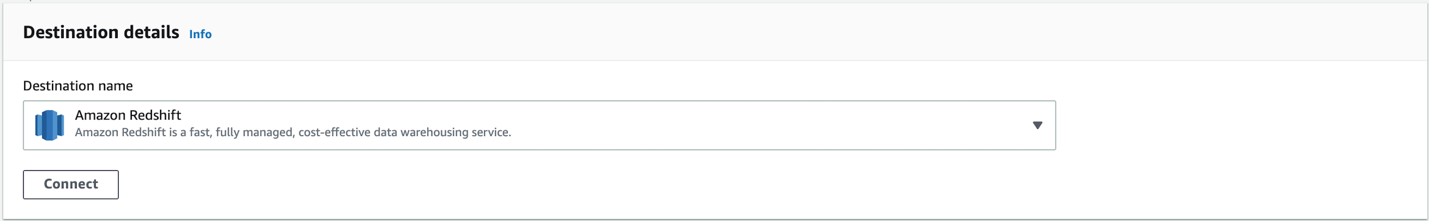 Destination details Info
Destination name
Amazon Redshift
Amazon Redshift is a fast, fully managed, cost-effective data warehousing service.
Connect